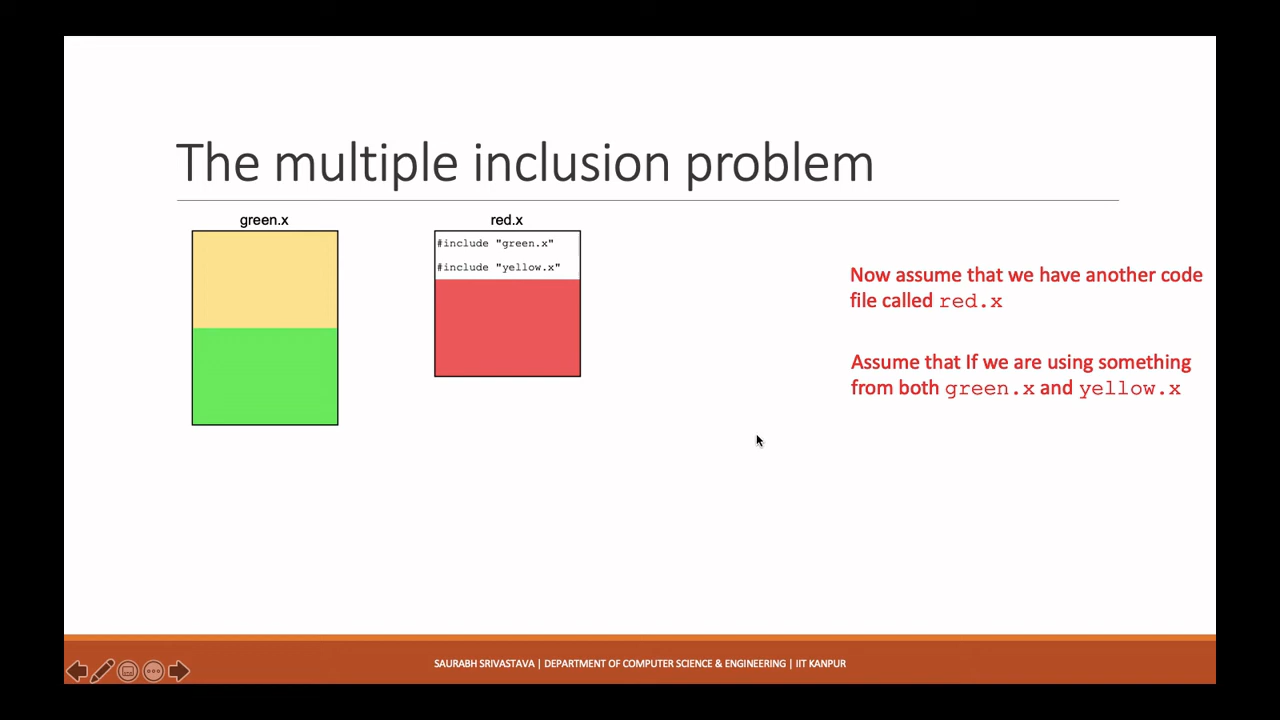 The multiple inclusion problem
green.x
red.x
#include "green.x"
#include "yellow.x"
Now assume that we have another code
file called red.x
Assume that If we are using something
from both green.x and yellow.x
SAURABH SRIVASTAVA | DEPARTMENT OF COMPUTER SCIENCE & ENGINEERING | IIT KANPUR